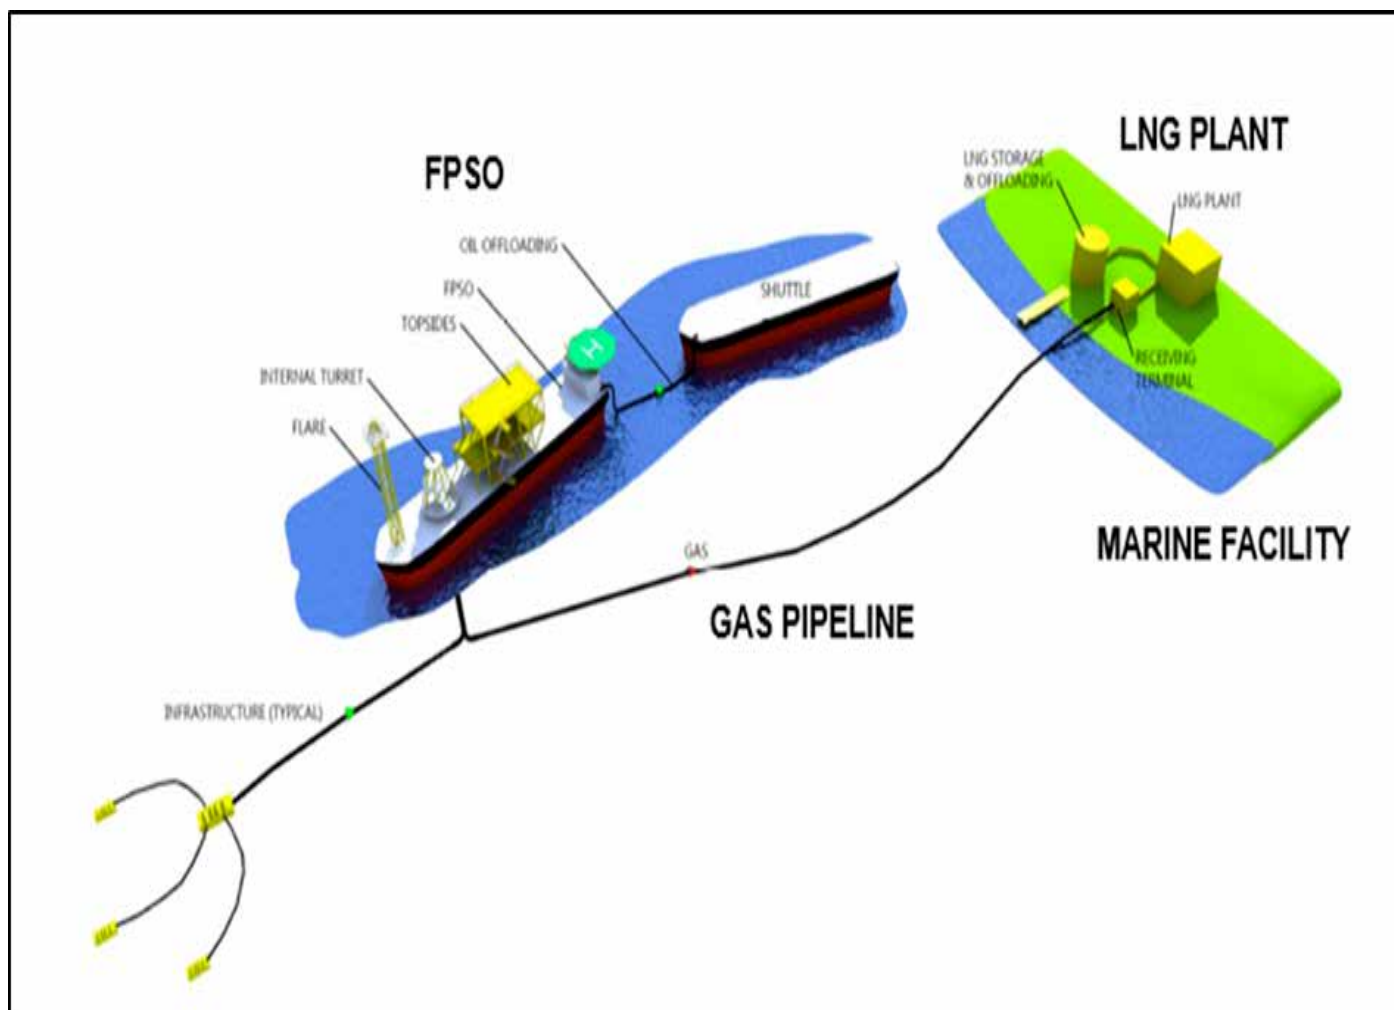 LNG PLANT
LNG STORAGE
& OFFLOADING
LNG PLANT
FPSO
OIL OFFLOADING
FPSO
SHUTTLE
TOPSIDES
INTERNAL TURRET
FLARE
RECEIVING
TERMINAL
MARINE FACILITY
GAS
GAS PIPELINE
INFRASTRUCTURE (TYPICAL)